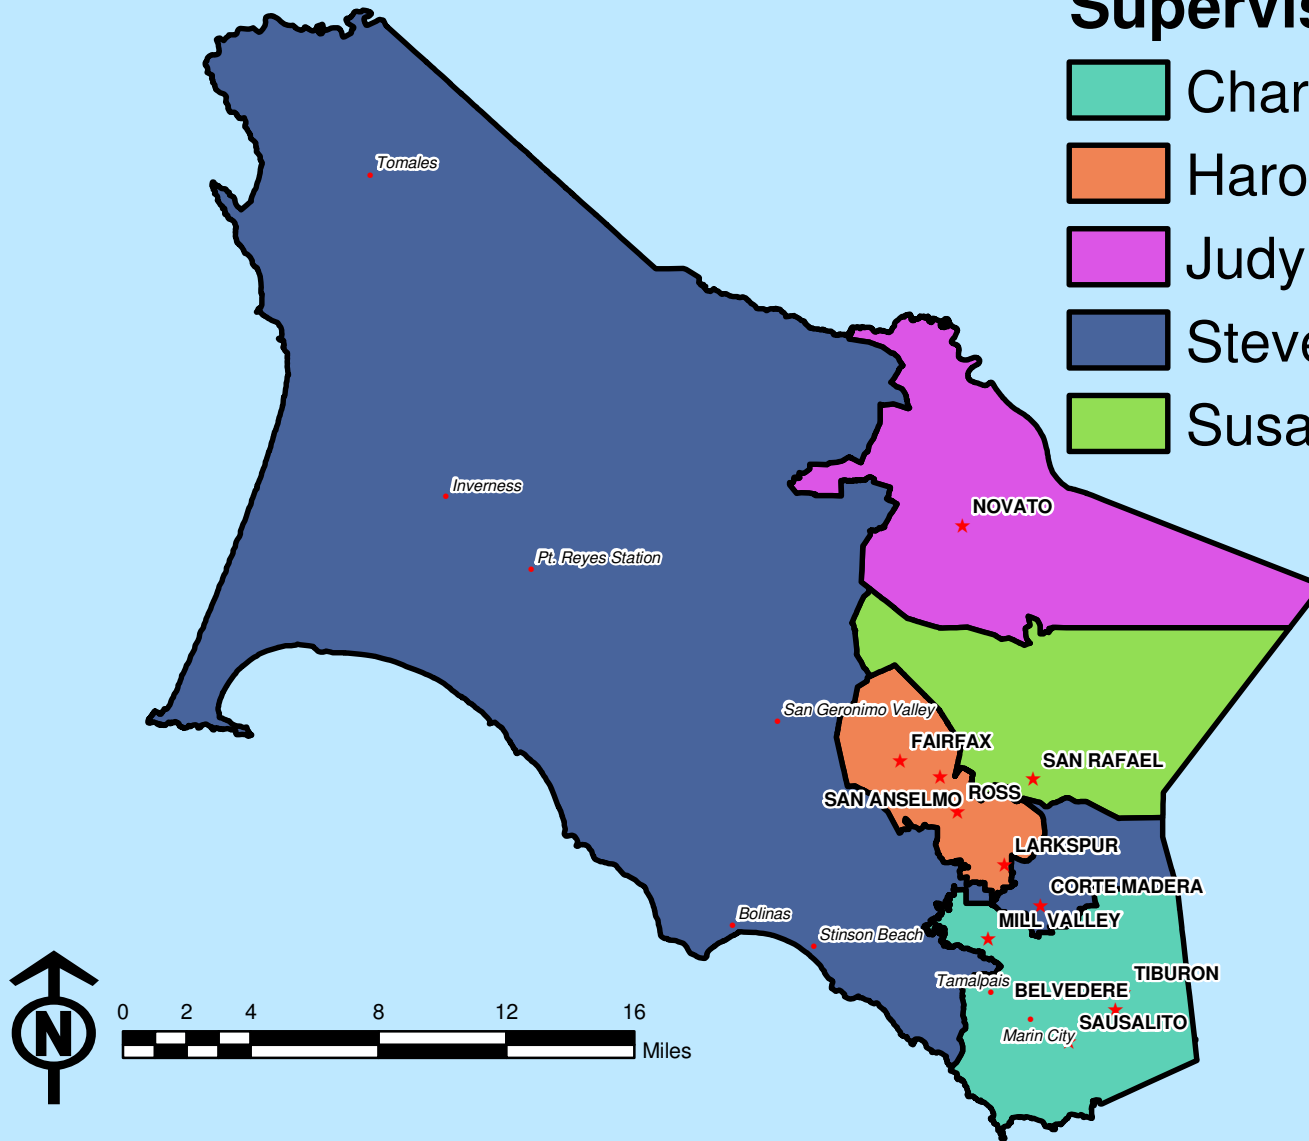 Supervis
Char
Haro
Judy
Steve
Susa
Tomales
Inverness
Pt. Reyes Station
NOVATO
San Geronimo Valley
FAIRFAX
SAN RAFAEL
SAN ANSELMO
ROSS
LARKSPUR
CORTE MADERA
Bolinas
MILL VALLEY
Stinson Beach
TIBURON
Tamalpais
BELVEDERE
SAUSALITO
Marin City
N
0 2 4 8 12 16
Miles